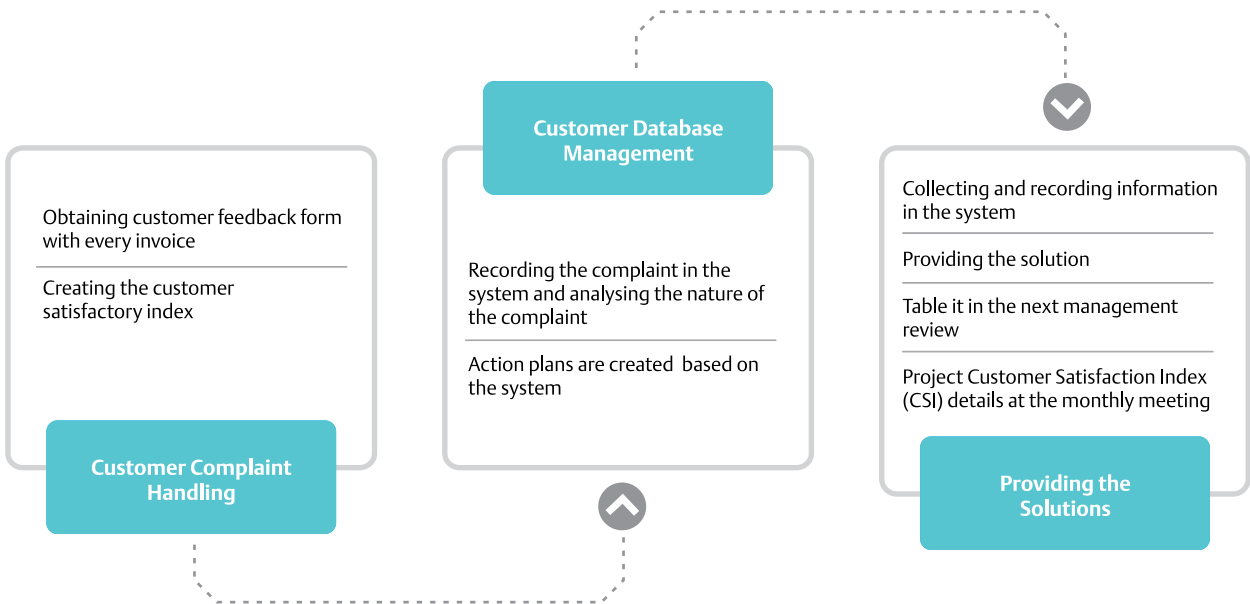 Obtaining customer feedback form
with every invoice
Creating the customer
satisfactory index
Customer Complaint
Handling
Customer Database
Management
Recording the complaint in the
system and analysing the nature of
the complaint
Action plans are created  based on
the system
Collecting and recording information
in the system
Providing the solution
Table it in the next management
review
Project Customer Satisfaction Index
(CSI) details at the monthly meeting
Providing the
Solutions